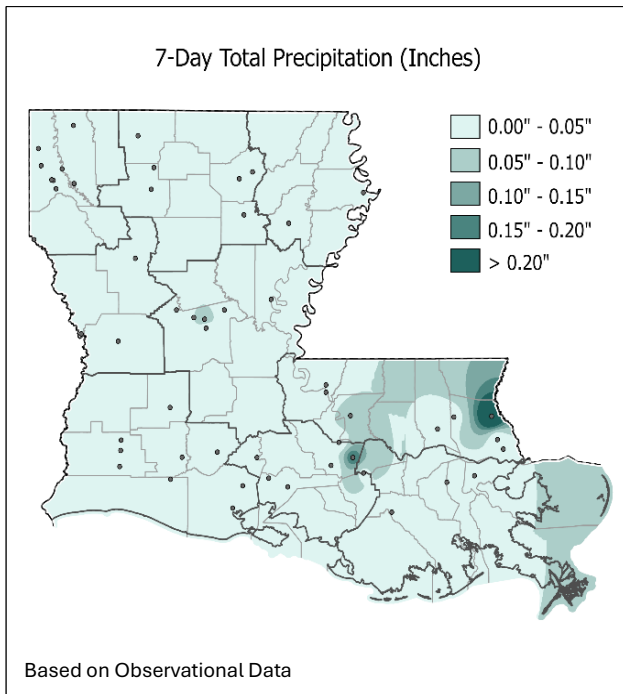 7-Day Total Precipitation (Inches)
0.00" - 0.05"
0.05" - 0.10"
0.10" - 0.15"
0.15" - 0.20"
> 0.20"
Based on Observational Data